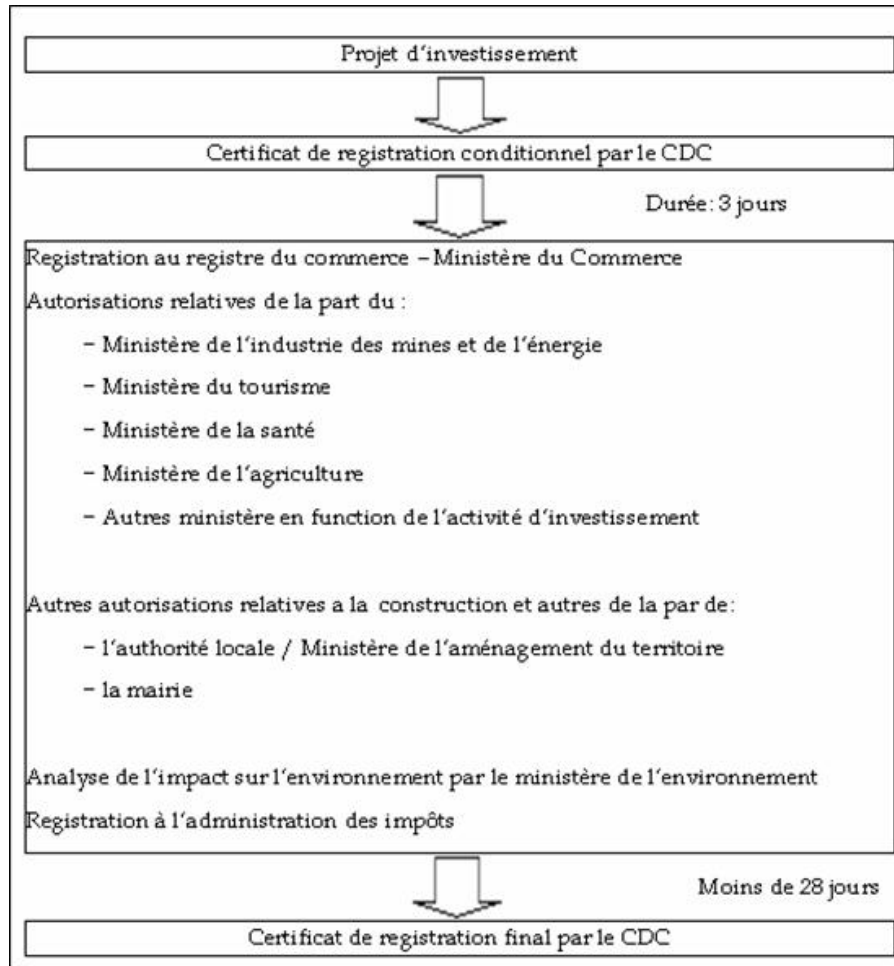 Projet d'investissement
Certificat de registration conditionnel par le CDC
Durée: 3 jours
Registration au registre du commerce – Ministère du Commerce
Autorisations relatives de la part du :
– Ministère de l'industrie des mines et de l'énergie
– Ministère du tourisme
– Ministère de la santé
– Ministère de l'agriculture
– Autres ministère en function de l'activité d'investissement
Autres autorisations relatives a la construction et autres de la par de:
– l'authorité locale / Ministère de l'aménagement du territoire
– la mairie
Analyse de l'impact sur l'environnement par le ministère de l'environnement
Registration à l'administration des impôts
Moins de 28 jours
Certificat de registration final par le CDC